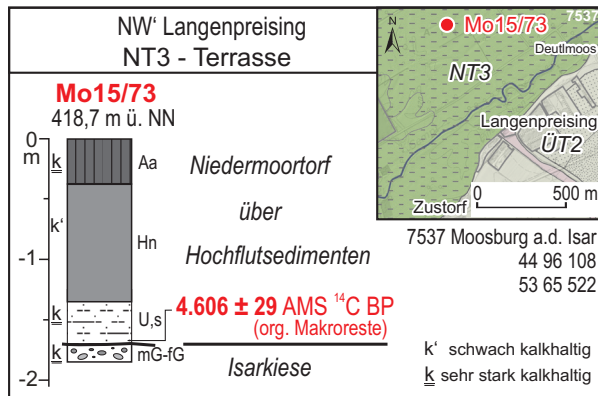 NW‘ Langenpreising
NT3 - Terrasse
Mo15/73
418,7 m ü. NN
0
m
k
Aa
Niedermoortorf
k‘
über
-1
Hn
Hochflutsedimenten
k
U,s
4.606 ± 29 AMS ¹⁴C BP
(org. Makroreste)
k
mG-fG
Isarkiese
-2
N
Mo15/73
7537
Deutlmoos
NT3
Langenpreising
ÜT2
0 500 m
Zustorf
7537 Moosburg a.d. Isar
44 96 108
53 65 522
k‘ schwach kalkhaltig
k sehr stark kalkhaltig